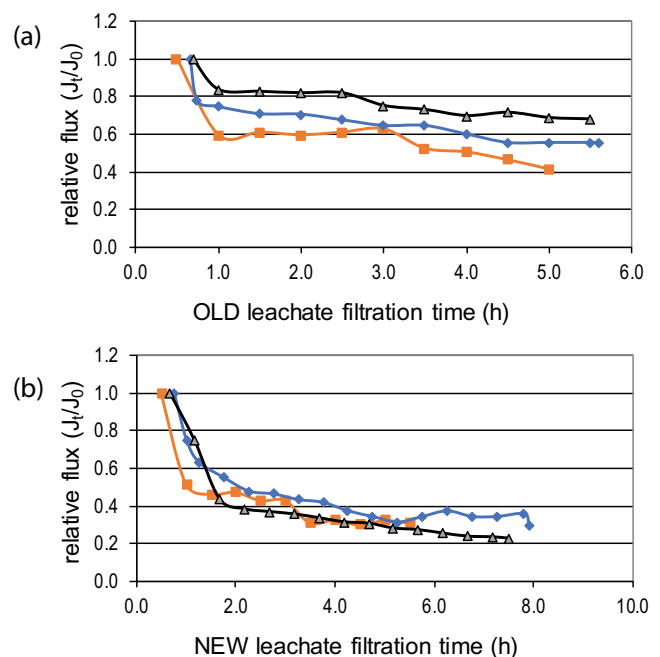 (a)
relative flux (Jt/J0)
1.2
1.0
0.8
0.6
0.4
0.2
0.0
0.0 1.0 2.0 3.0 4.0 5.0 6.0
OLD leachate filtration time (h)
(b)
relative flux (Jt/J0)
1.2
1.0
0.8
0.6
0.4
0.2
0.0
0.0 2.0 4.0 6.0 8.0 10.0
NEW leachate filtration time (h)